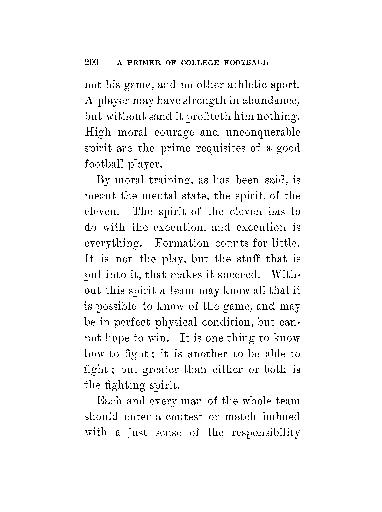 200 A PRIMER OF COLLEGE FOOTBALL
not his game, and no other athletic sport.
A player may have strength in abundance,
but without sand it profiteth him nothing.
High moral courage and unconquerable
spirit are the prime requisites of a good
football player.
By moral training, as has been said, is
meant the mental state, the spirit, of the
eleven. The spirit of the eleven has to
do with the execution, and execution is
everything. Formation counts for little.
It is not the play, but the stuff that is
put into it, that makes it succeed. With-
out this spirit a team may know all that it
is possible to know of the game, and may
be in perfect physical condition, but can-
not hope to win. It is one thing to know
how to fight; it is another to be able to
fight; but greater than either or both is
the fighting spirit.
Each and every man of the whole team
should enter a contest or match imbued
with a just sense of the responsibility